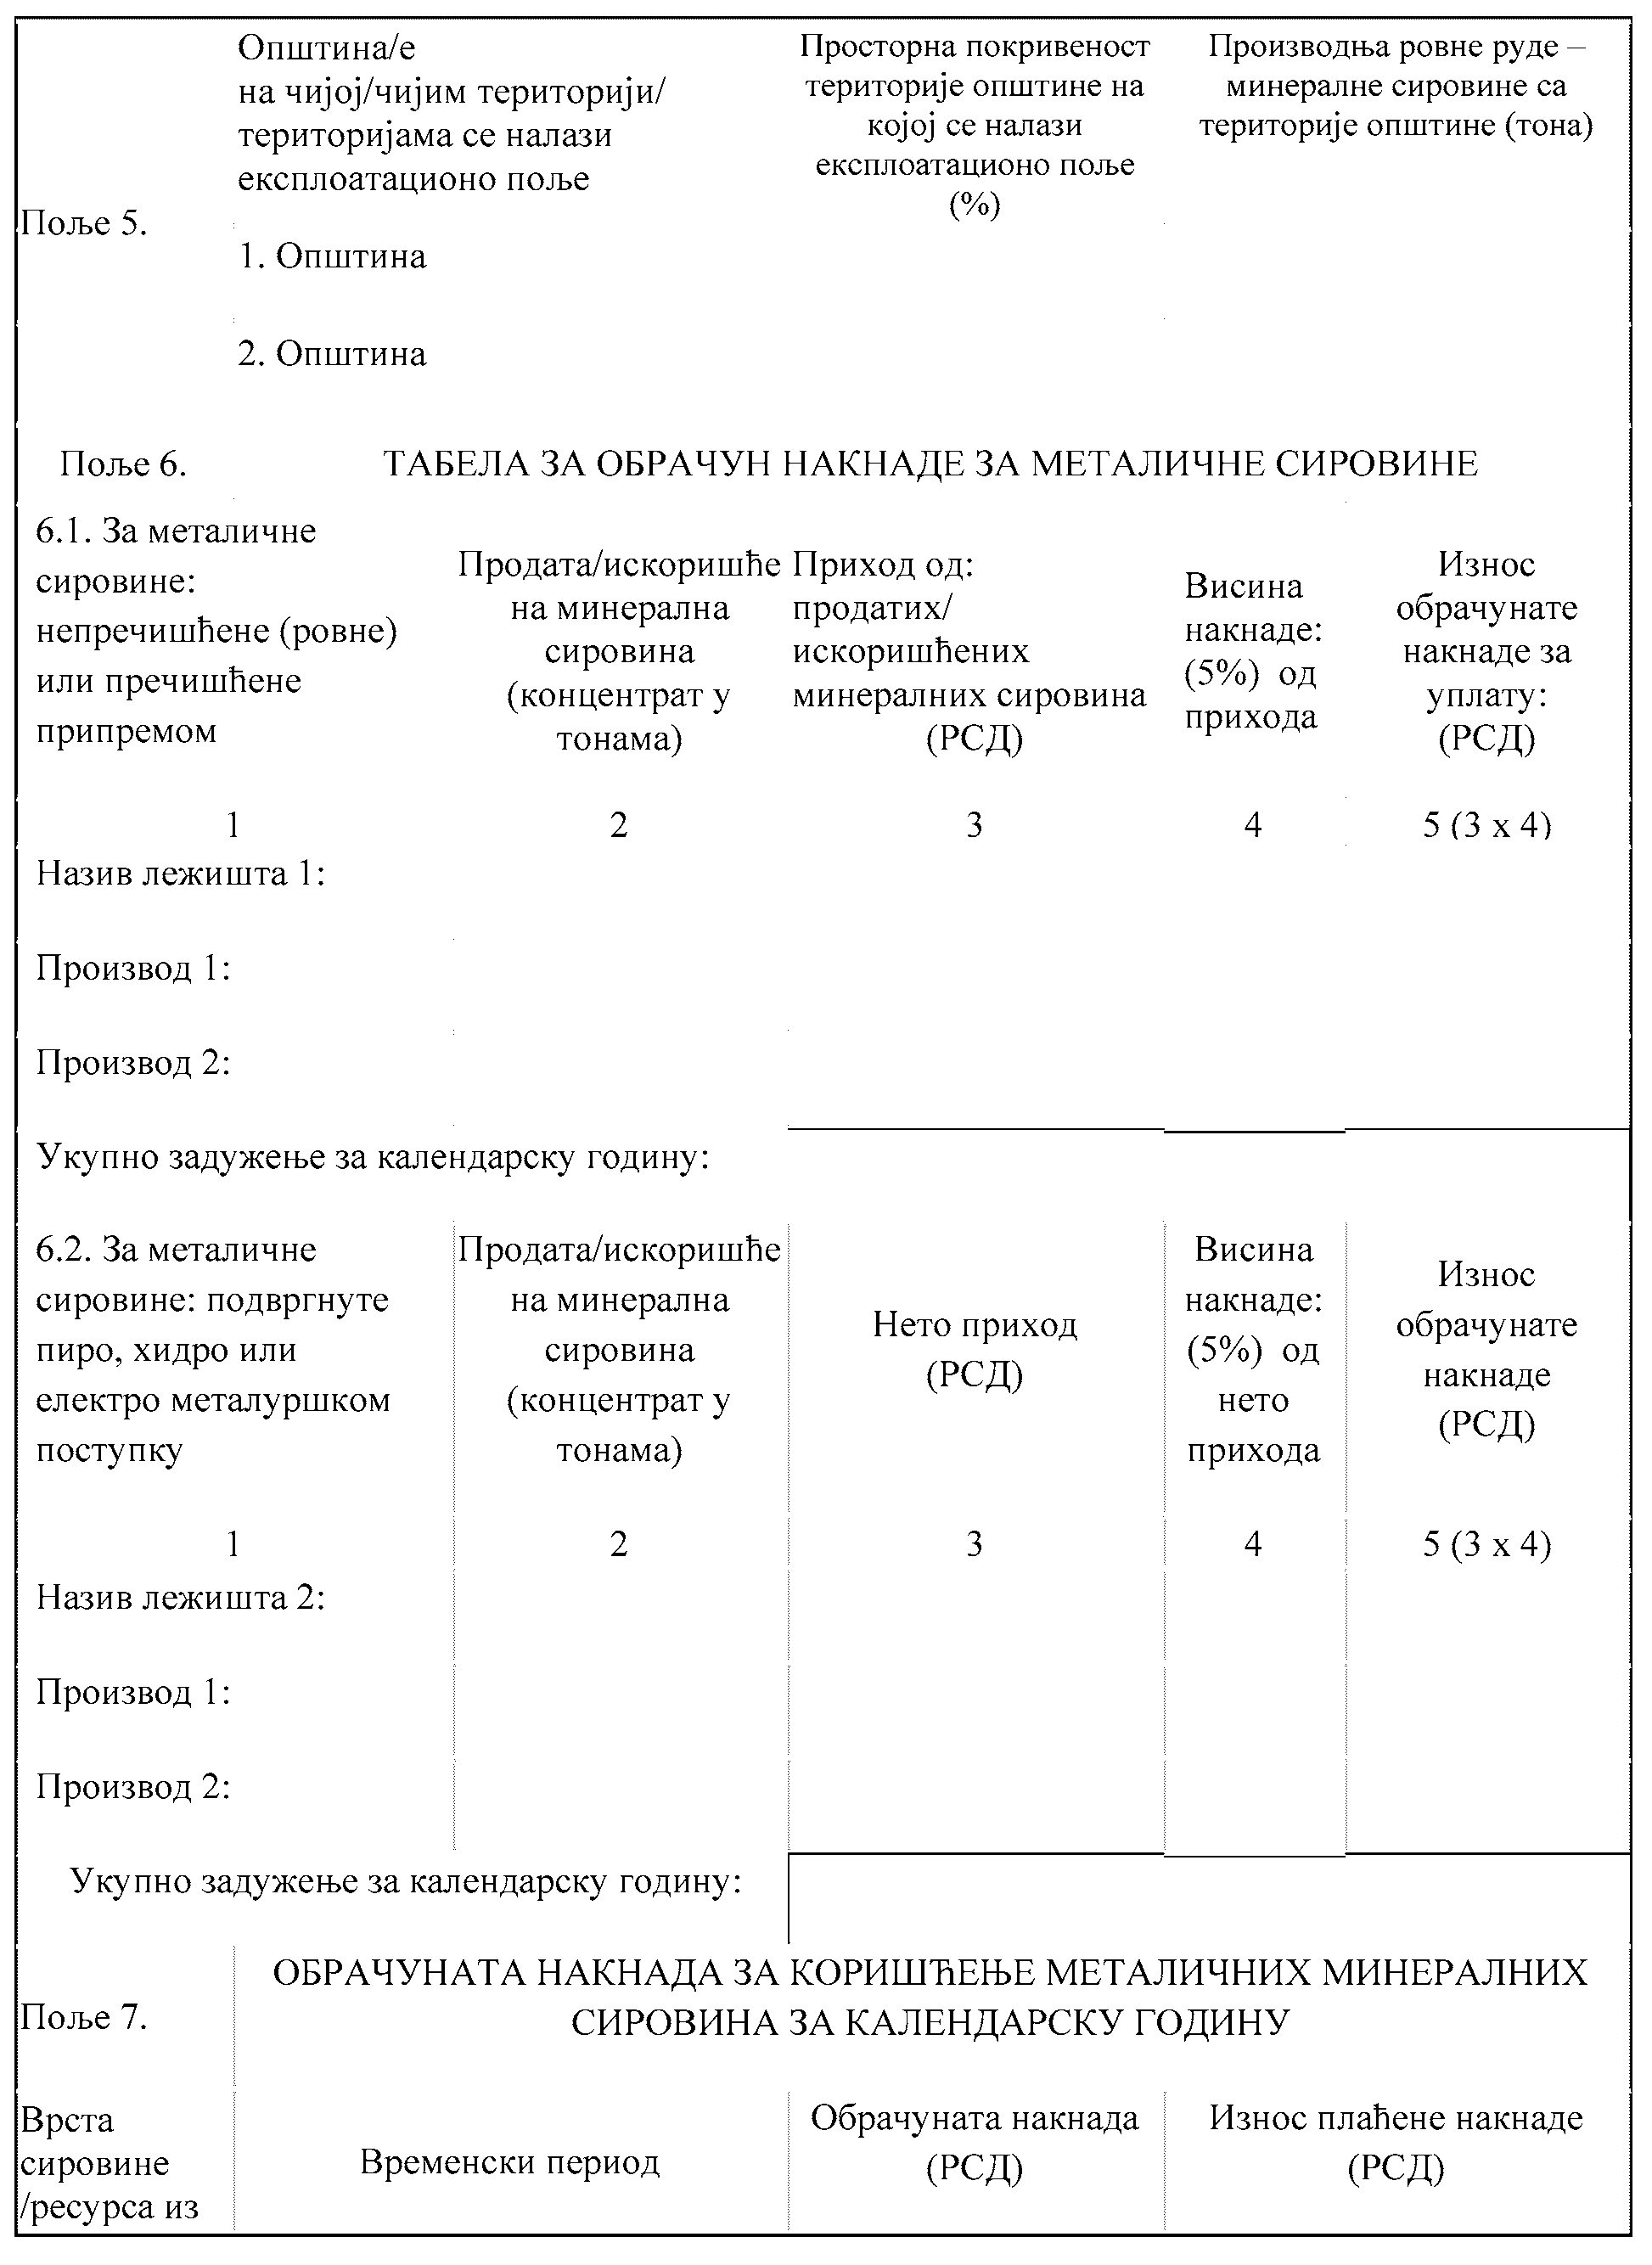 Поље 5.
Општина/е
на чијој/чијим територији/
територијама се налази
експлоатационо поље
Просторна покривеност
територије општине на
којој се налази
експлоатационо поље
(%)
Производња ровне руде –
минералне сировине са
територије општине (тона)
1. Општина
2. Општина
Поље 6.
ТАБЕЛА ЗА ОБРАЧУН НАКНАДЕ ЗА МЕТАЛИЧНЕ СИРОВИНЕ
6.1. За металичне
сировине:
непречишћене (ровне)
или пречишћене
припремом
Продата/искоришће
на минерална
сировина
(концентрат у
тонама)
Приход од:
продатих/
искоришћених
минералних сировина
(РСД)
Висина
накнаде:
(5%) од
прихода
Износ
обрачунате
накнаде за
уплату:
(РСД)
1 2 3 4 5 (3 х 4)
Назив лежишта 1:
Производ 1:
Производ 2:
Укупно задужење за календарску годину:
6.2. За металичне
сировине: подвргнуте
пиро, хидро или
електро металуршком
поступку
Продата/искоришће
на минерална
сировина
(концентрат у
тонама)
Нето приход
(РСД)
Висина
накнаде:
(5%) од
нето
прихода
Износ
обрачунате
накнаде
(РСД)
1 2 3 4 5 (3 х 4)
Назив лежишта 2:
Производ 1:
Производ 2:
Укупно задужење за календарску годину:
Поље 7.
ОБРАЧУНАТА НАКНАДА ЗА КОРИШЋЕЊЕ МЕТАЛИЧНИХ МИНЕРАЛНИХ
СИРОВИНА ЗА КАЛЕНДАРСКУ ГОДИНУ
Врста
сировине
/ресурса из
Временски период
Обрачуната накнада
(РСД)
Износ плаћене накнаде
(РСД)